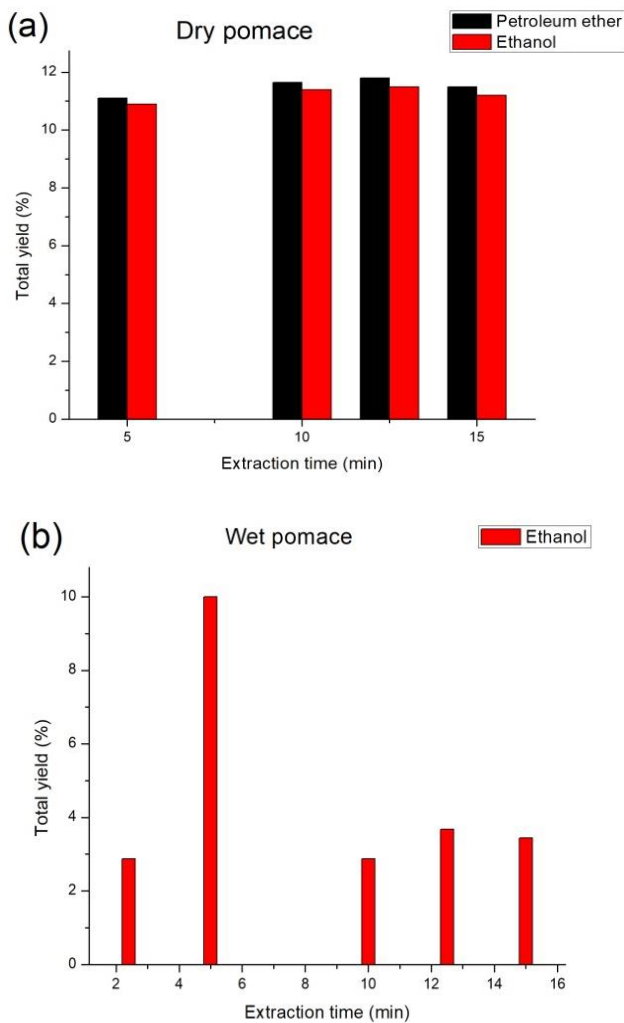 (a)
Dry pomace
Petroleum ether
Ethanol
12
10
8
6
4
2
0
Total yield (%)
5
10
15
Extraction time (min)
(b)
Wet pomace
Ethanol
10
8
6
4
2
0
Total yield (%)
2
4
6
8
10
12
14
16
Extraction time (min)